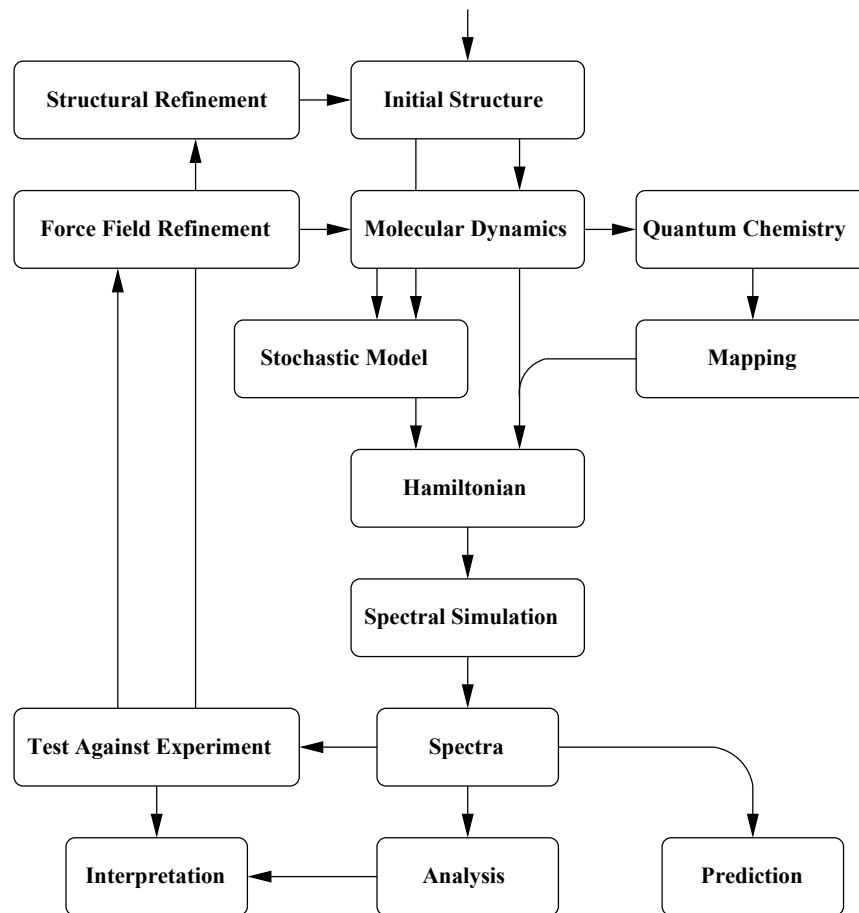 Structural Refinement
Initial Structure
Force Field Refinement
Molecular Dynamics
Quantum Chemistry
Stochastic Model
Mapping
Hamiltonian
Spectral Simulation
Test Against Experiment
Spectra
Interpretation
Analysis
Prediction